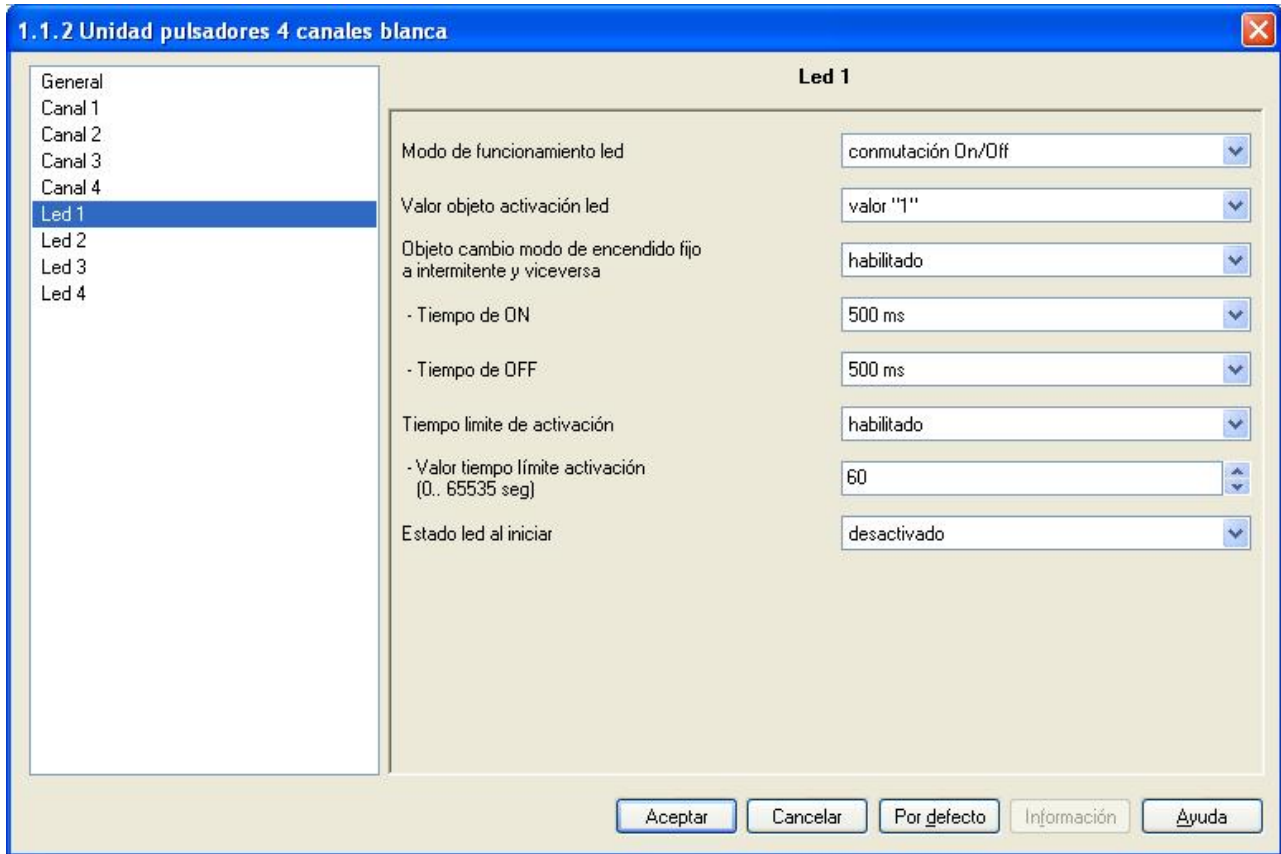 1.1.2 Unidad pulsadores 4 canales blanca
General
Canal 1
Canal 2
Canal 3
Canal 4
Led 1
Led 2
Led 3
Led 4
Led 1
Modo de funcionamiento led
conmutación On/Off
Valor objeto activación led
valor "1"
Objeto cambio modo de encendido fijo
a intermitente y viceversa
habilitado
- Tiempo de ON
500 ms
- Tiempo de OFF
500 ms
Tiempo limite de activación
habilitado
- Valor tiempo límite activación
(0.. 65535 seg)
60
Estado led al iniciar
desactivado
Aceptar
Cancelar
Por defecto
Información
Ayuda